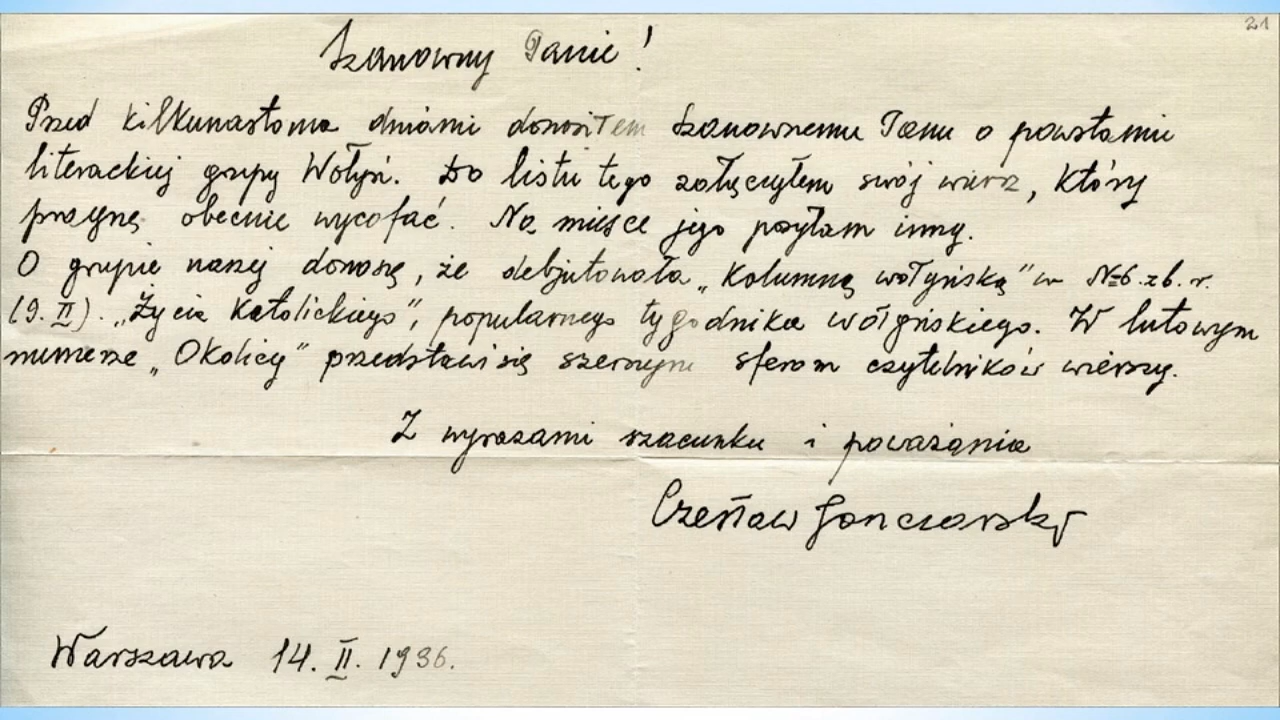 21
Szanowny Panie!
Przed kilkunastoma dniami donosiłem Szanownemu Panu o powstaniu
literackiej grupy Wołyń. Do listu tego załączyłem swój wiersz, który
pragnę obecnie wycofać. Na miejsce jego posyłam inny.
O grupie naszej donoszę, że debjutowała „Kolumną wołyńską" w №6. z b. r.
(9. II). „Życia Katolickiego", popularnego tygodnika wołyńskiego. W lutowym
numerze „Okolicy" przedstawi się szerszym sferom czytelników wierszy.
Z wyrazami szacunku i poważania
Czesław Janczarski
Warszawa 14. II. 1936.